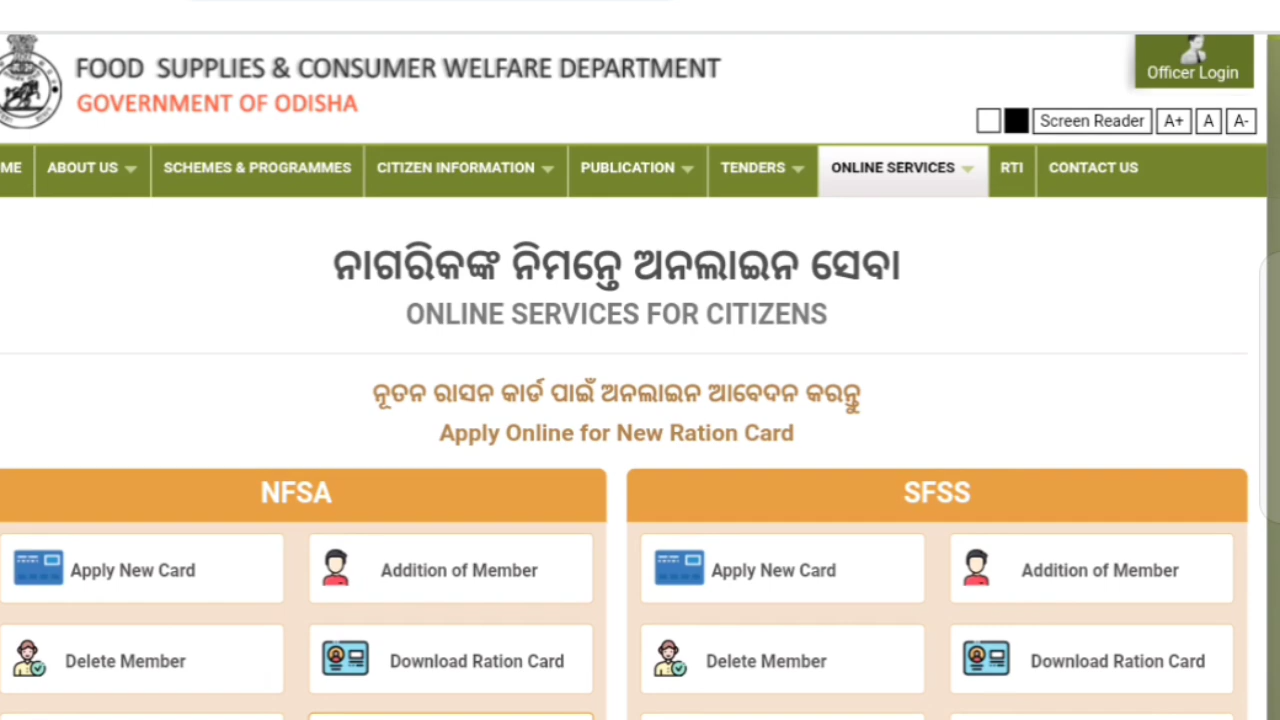 FOOD SUPPLIES & CONSUMER WELFARE DEPARTMENT
GOVERNMENT OF ODISHA
Officer Login
Screen Reader A+ A A-
ME ABOUT US SCHEMES & PROGRAMMES CITIZEN INFORMATION PUBLICATION TENDERS ONLINE SERVICES RTI CONTACT US
ନାଗରିକଙ୍କ ନିମନ୍ତେ ଅନଲାଇନ ସେବା
ONLINE SERVICES FOR CITIZENS
ନୂତନ ରାସନ କାର୍ଡ ପାଇଁ ଅନଲାଇନ ଆବେଦନ କରନ୍ତୁ
Apply Online for New Ration Card
NFSA SFSS
Apply New Card Addition of Member Apply New Card Addition of Member
Delete Member Download Ration Card Delete Member Download Ration Card